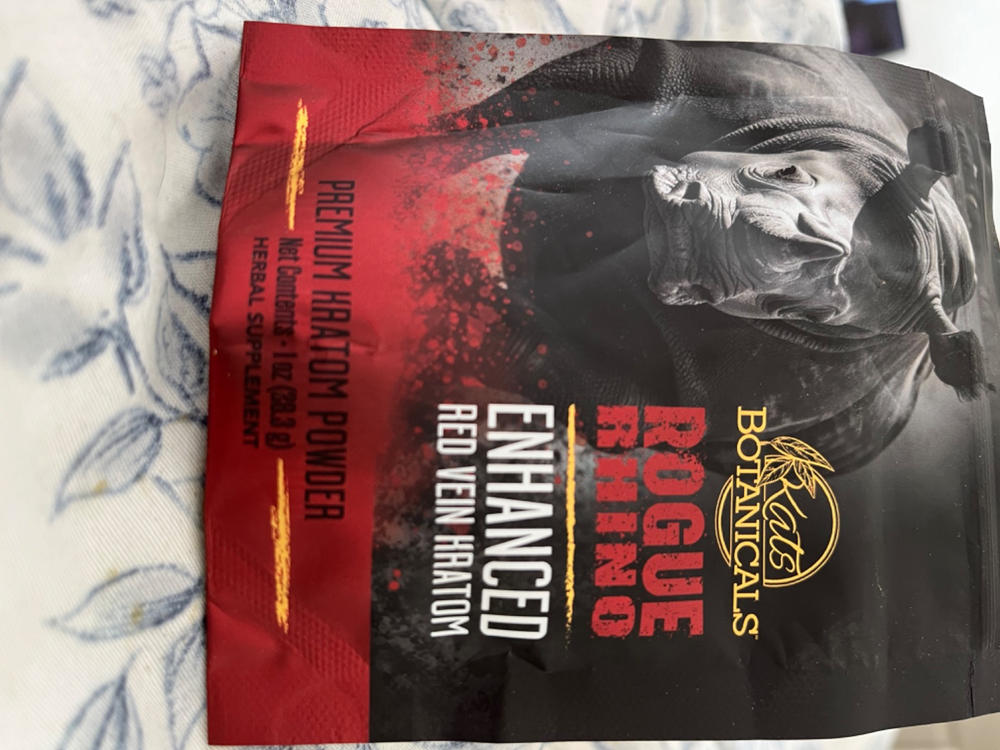 Kats
BOTANICALS
ROGUE
RHINO
ENHANCED
RED VEIN KRATOM
PREMIUM KRATOM POWDER
Net Contents - 1 oz (28.3 g)
HERBAL SUPPLEMENT